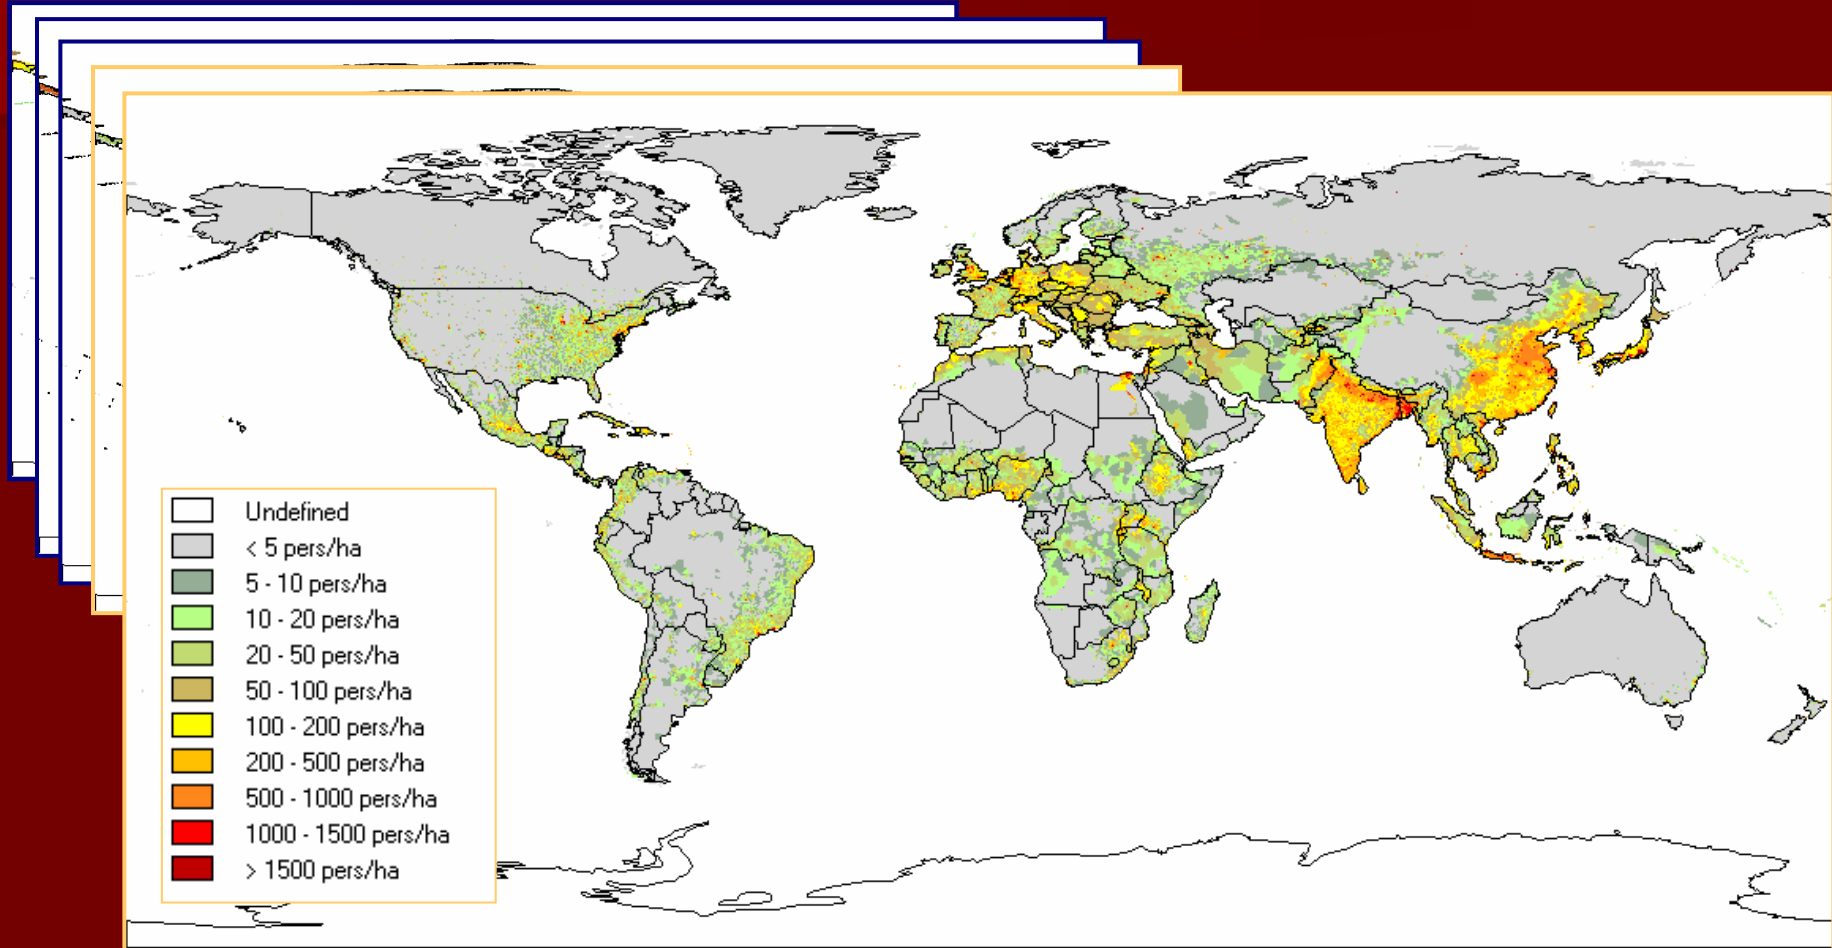 Undefined
< 5 pers/ha
5 - 10 pers/ha
10 - 20 pers/ha
20 - 50 pers/ha
50 - 100 pers/ha
100 - 200 pers/ha
200 - 500 pers/ha
500 - 1000 pers/ha
1000 - 1500 pers/ha
> 1500 pers/ha